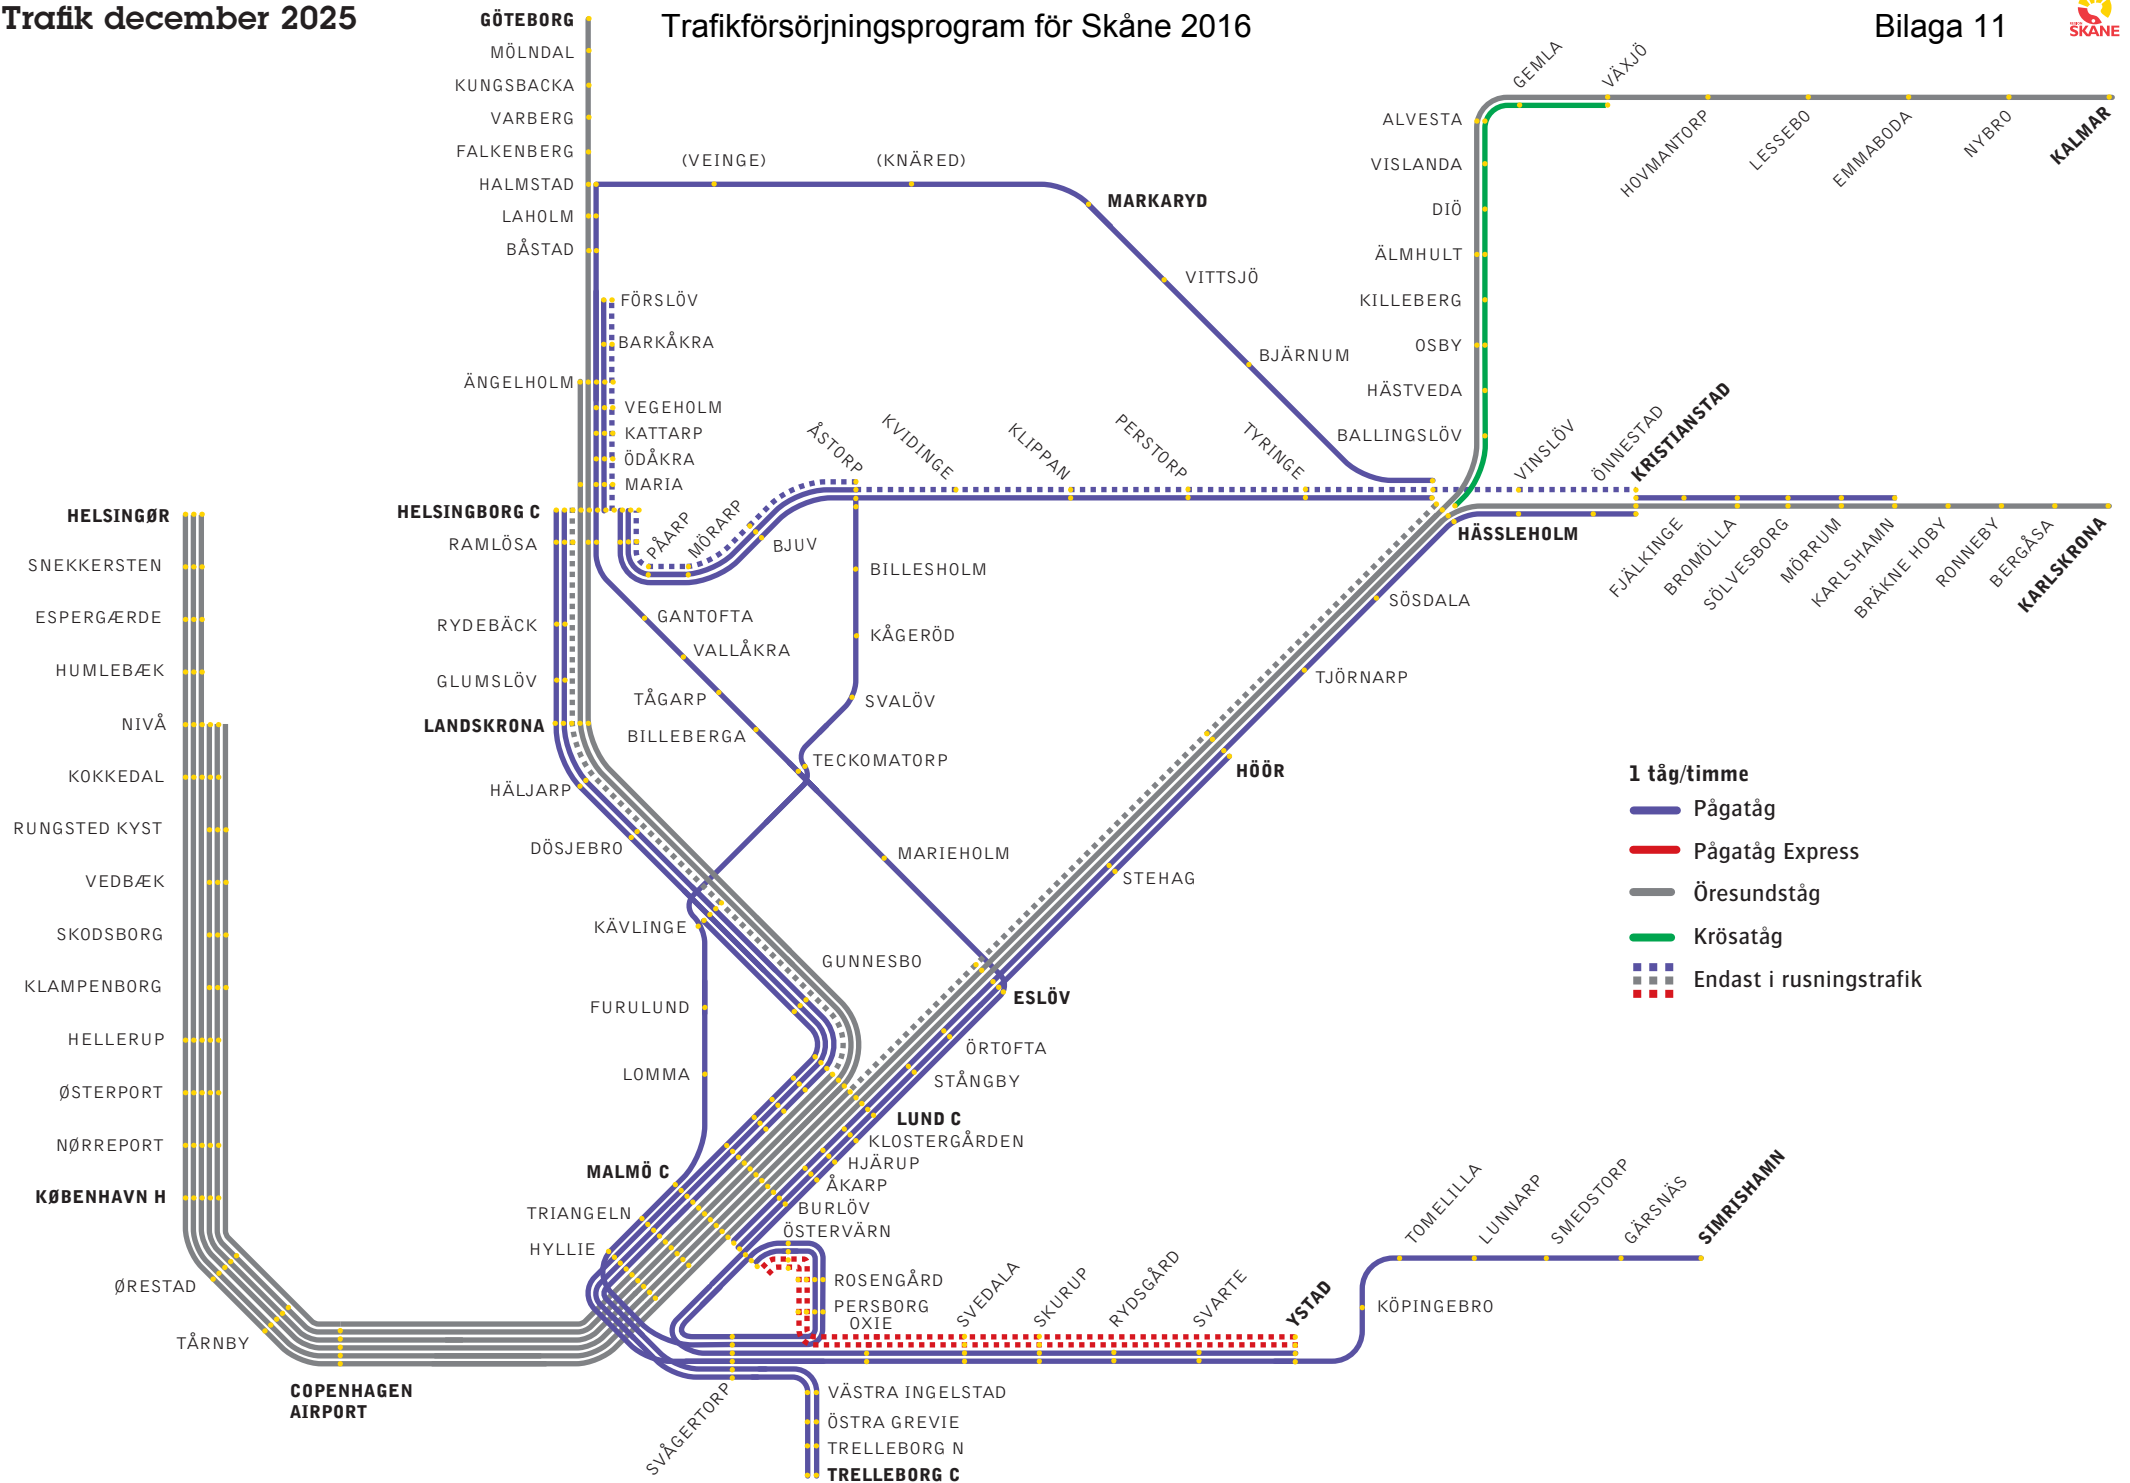 Trafik december 2025
Trafikförsörjningsprogram för Skåne 2016
Bilaga 11
REGION
SKÅNE
GÖTEBORG
MÖLNDAL
KUNGSBACKA
VARBERG
FALKENBERG
HALMSTAD
LAHOLM
BÅSTAD
(VEINGE)
(KNÄRED)
MARKARYD
VITTSJÖ
BJÄRNUM
GEMLA
VÄXJÖ
ALVESTA
VISLANDA
DIÖ
ÄLMHULT
KILLEBERG
OSBY
HÄSTVEDA
BALLINGSLÖV
HOVMANTORP
LESSEBO
EMMABODA
NYBRO
KALMAR
FÖRSLÖV
BARKÅKRA
ÄNGELHOLM
VEGEHOLM
KATTARP
ÖDÅKRA
MARIA
HELSINGBORG C
RAMLÖSA
PÅARP
MÖRARP
BJUV
ÅSTORP
KVIDINGE
KLIPPAN
PERSTORP
TYRINGE
VINSLÖV
ÖNNESTAD
KRISTIANSTAD
HÄSSLEHOLM
FJÄLKINGE
BROMÖLLA
SÖLVESBORG
MÖRRUM
KARLSHAMN
BRÄKNE HOBY
RONNEBY
BERGÅSA
KARLSKRONA
HELSINGØR
SNEKKERSTEN
ESPERGÆRDE
HUMLEBÆK
NIVÅ
KOKKEDAL
RUNGSTED KYST
VEDBÆK
SKODSBORG
KLAMPENBORG
HELLERUP
ØSTERPORT
NØRREPORT
KØBENHAVN H
ØRESTAD
TÅRNBY
COPENHAGEN
AIRPORT
RYDEBÄCK
GLUMSLÖV
LANDSKRONA
HÄLJARP
DÖSJEBRO
KÄVLINGE
FURULUND
LOMMA
GUNNESBO
GANTOFTA
VALLÅKRA
TÅGARP
BILLEBERGA
TECKOMATORP
MARIEHOLM
BILLESHOLM
KÅGERÖD
SVALÖV
SÖSDALA
TJÖRNARP
HÖÖR
STEHAG
ESLÖV
ÖRTOFTA
STÅNGBY
LUND C
KLOSTERGÅRDEN
HJÄRUP
ÅKARP
BURLÖV
MALMÖ C
TRIANGELN
HYLLIE
ÖSTERVÄRN
ROSENGÅRD
PERSBORG
OXIE
SVEDALA
SKURUP
RYDSGÅRD
SVARTE
YSTAD
KÖPINGEBRO
TOMELILLA
LUNNARP
SMEDSTORP
GÄRSNÄS
SIMRISHAMN
SVÅGERTORP
VÄSTRA INGELSTAD
ÖSTRA GREVIE
TRELLEBORG N
TRELLEBORG C
1 tåg/timme
Pågatåg
Pågatåg Express
Öresundståg
Krösatåg
Endast i rusningstrafik